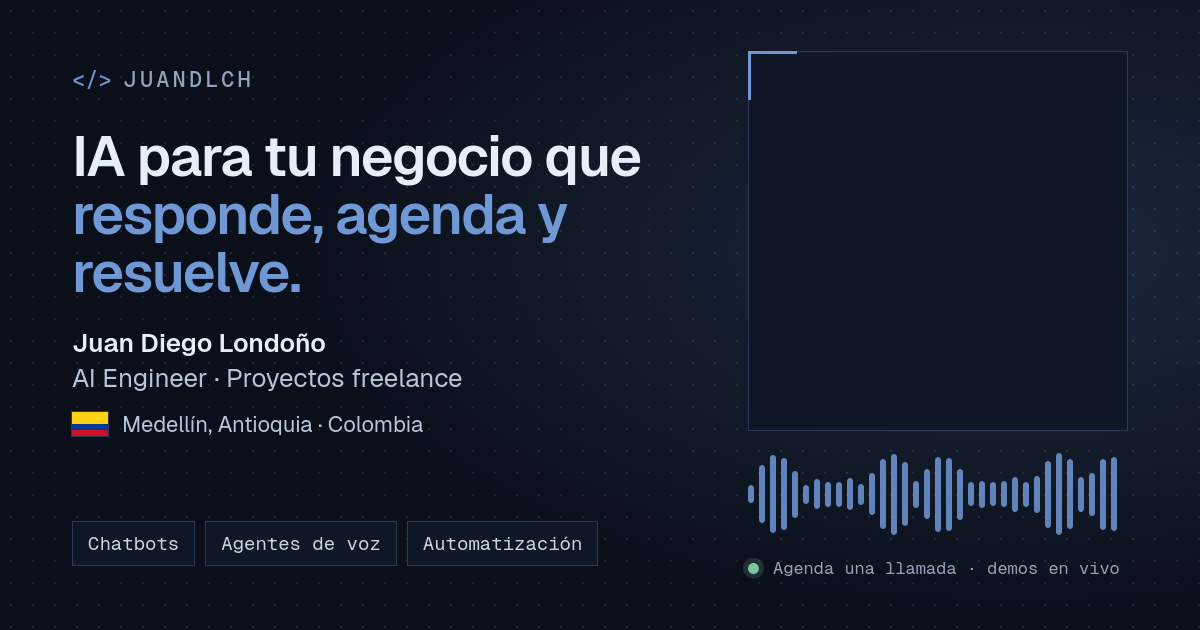 </> JUANDLCH
IA para tu negocio que
responde, agenda y
resuelve.
Juan Diego Londoño
AI Engineer · Proyectos freelance
Medellín, Antioquia · Colombia
Chatbots
Agentes de voz
Automatización
Agenda una llamada · demos en vivo